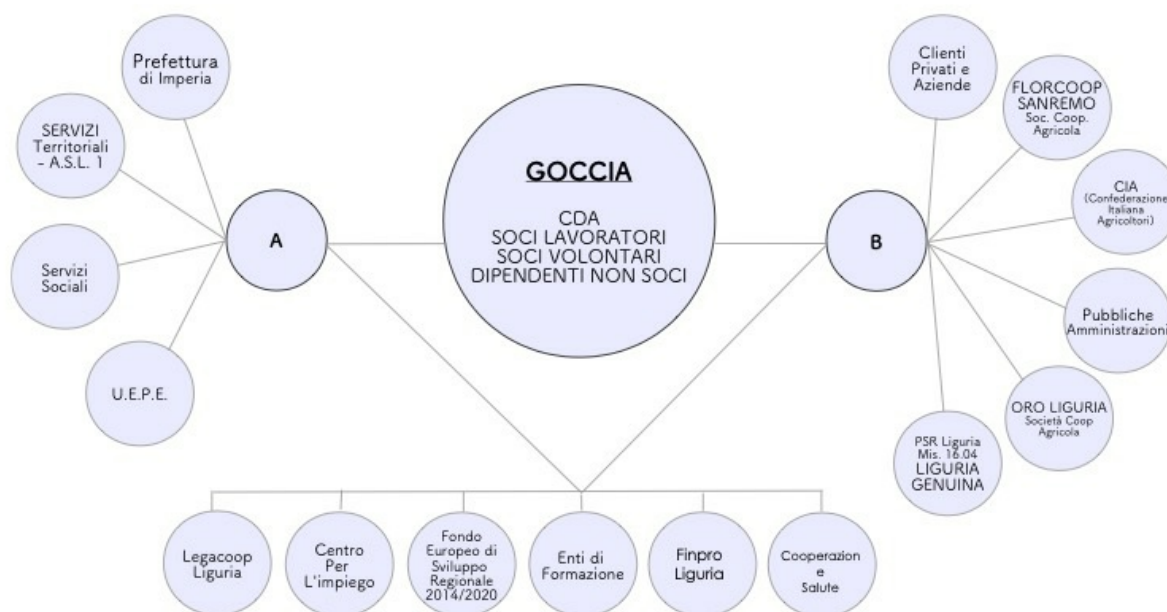 Prefettura
di Imperia
SERVIZI
Territoriali
- A.S.L. 1
Servizi
Sociali
U.E.P.E.
A
GOCCIA
CDA
SOCI LAVORATORI
SOCI VOLONTARI
DIPENDENTI NON SOCI
B
Clienti
Privati e
Aziende
FLORCOOP
SANREMO
Soc. Coop.
Agricola
CIA
(Confederazione
Italiana
Agricoltori)
Pubbliche
Amministrazioni
ORO LIGURIA
Società Coop
Agricola
PSR Liguria
Mis. 16.04
LIGURIA
GENUINA
Legacoop
Liguria
Centro
Per
L'impiego
Fondo
Europeo di
Sviluppo
Regionale
2014/2020
Enti di
Formazione
Finpro
Liguria
Cooperazion
e
Salute